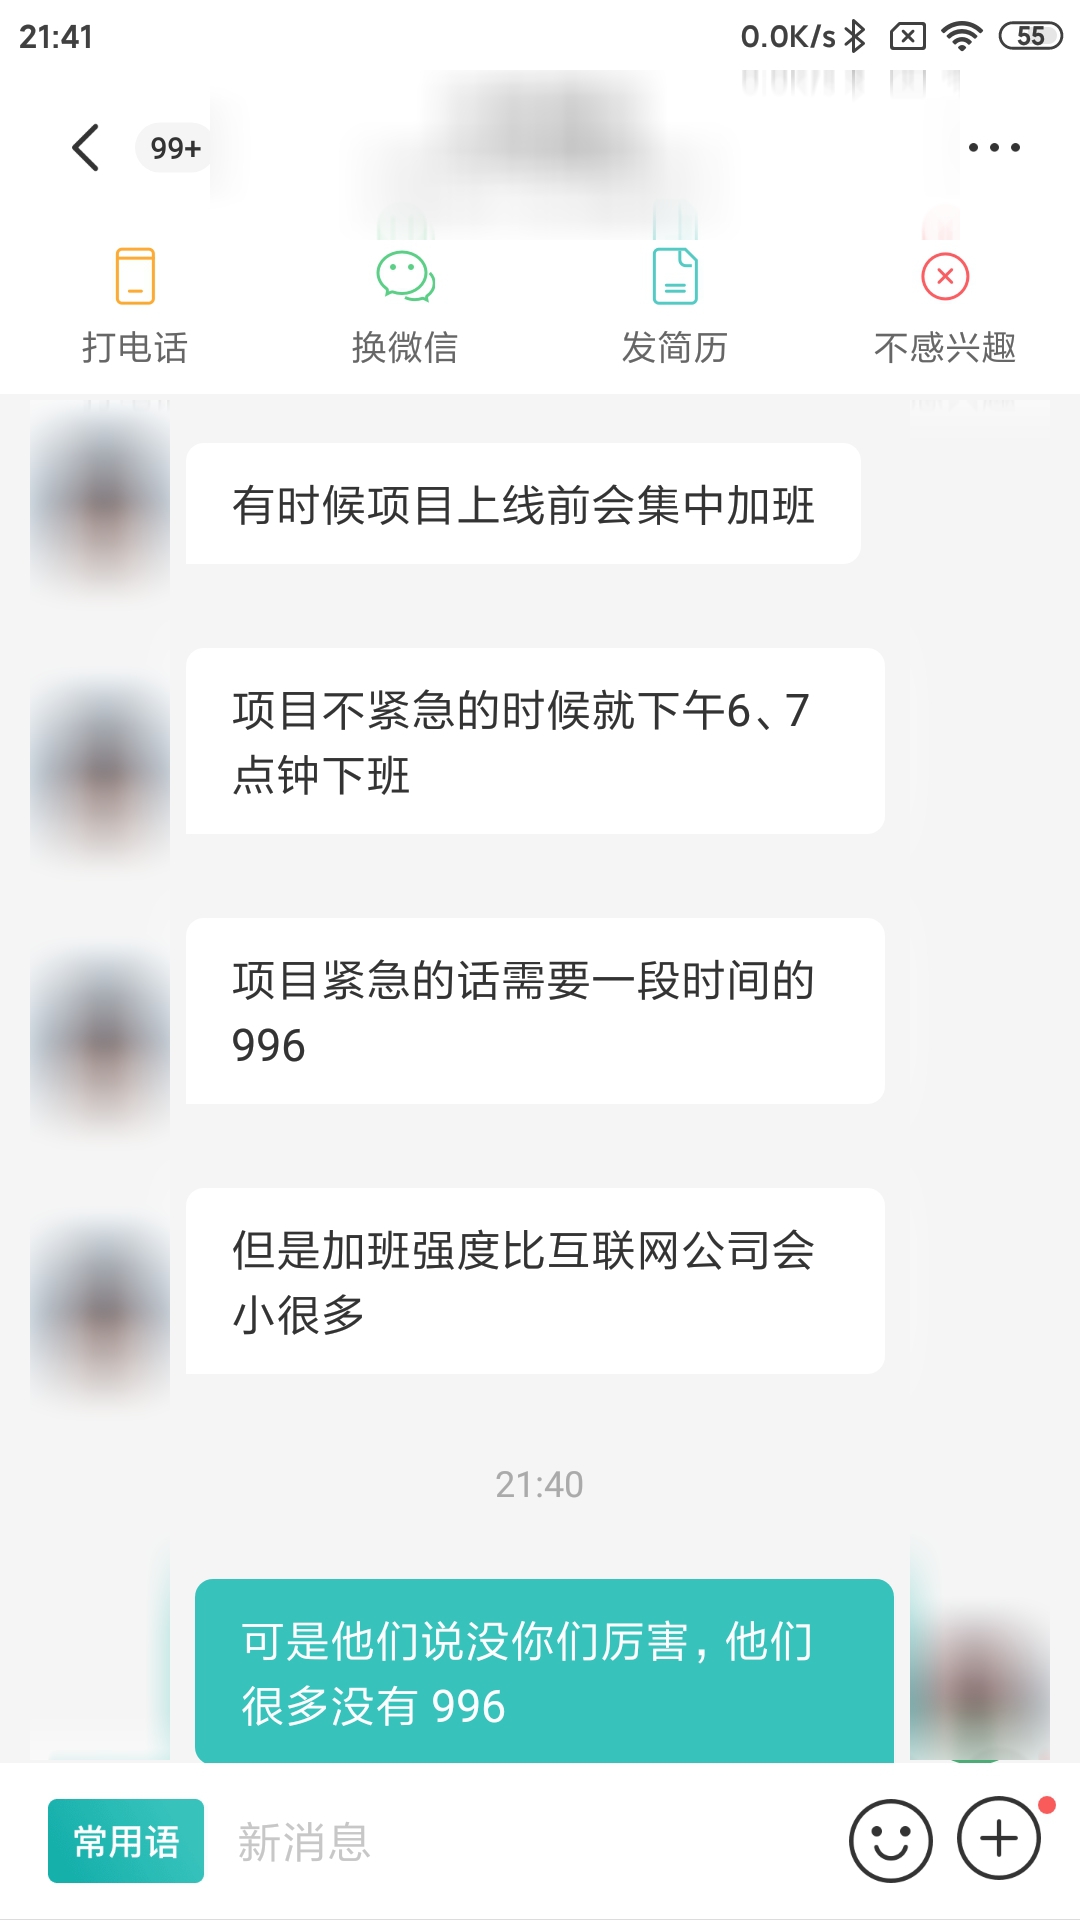 21:41 0.0K/s 55
99+
打电话 换微信 发简历 不感兴趣
有时候项目上线前会集中加班
项目不紧急的时候就下午6、7
点钟下班
项目紧急的话需要一段时间的
996
但是加班强度比互联网公司会
小很多
21:40
可是他们说没你们厉害，他们
很多没有 996
常用语 新消息